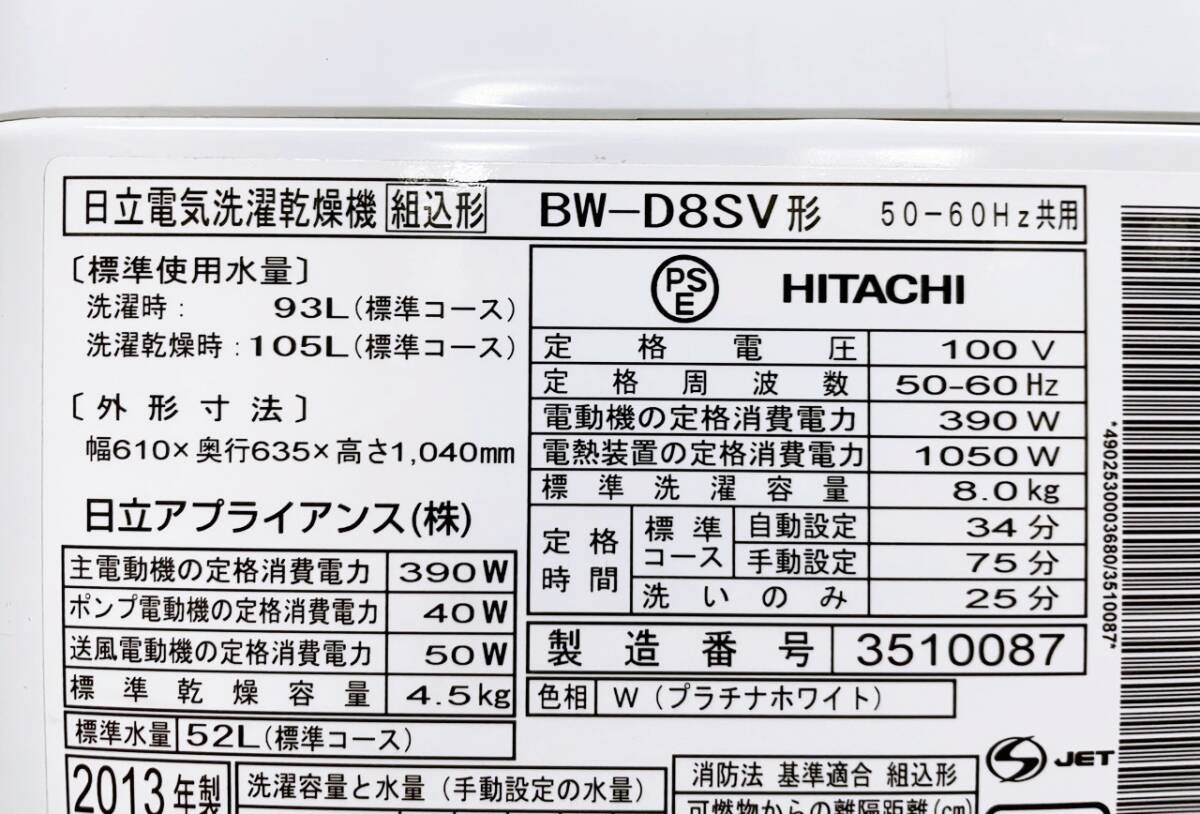 日立電気洗濯乾燥機 組込形 BW-D8SV形 50-60Hz共用
〔標準使用水量〕
洗濯時： 93L(標準コース)
洗濯乾燥時：105L(標準コース)
〔外形寸法〕
幅610×奥行635×高さ1,040mm
日立アプライアンス(株)
主電動機の定格消費電力 390W
ポンプ電動機の定格消費電力 40W
送風電動機の定格消費電力 50W
標準乾燥容量 4.5kg
標準水量 52L(標準コース)
2013年製
洗濯容量と水量（手動設定の水量）
PSE HITACHI
定格電圧 100V
定格周波数 50-60Hz
電動機の定格消費電力 390W
電熱装置の定格消費電力 1050W
標準洗濯容量 8.0kg
定格時間 標準コース 自動設定 34分
手動設定 75分
洗いのみ 25分
製造番号 3510087
色相 W（プラチナホワイト）
消防法 基準適合 組込形
可燃物からの離隔距離(cm)
S JET
*4902530003680/3510087*